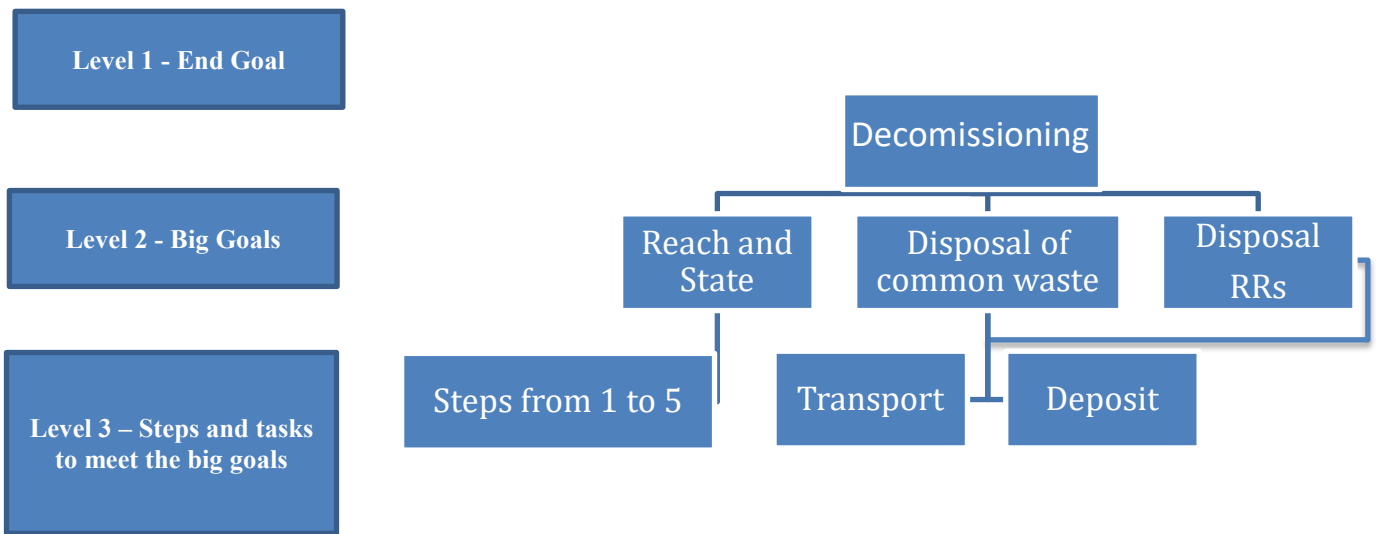 Level 1 - End Goal
Decomissioning
Level 2 - Big Goals
Reach and
State
Disposal of
common waste
Disposal
RRs
Level 3 – Steps and tasks
to meet the big goals
Steps from 1 to 5
Transport
Deposit